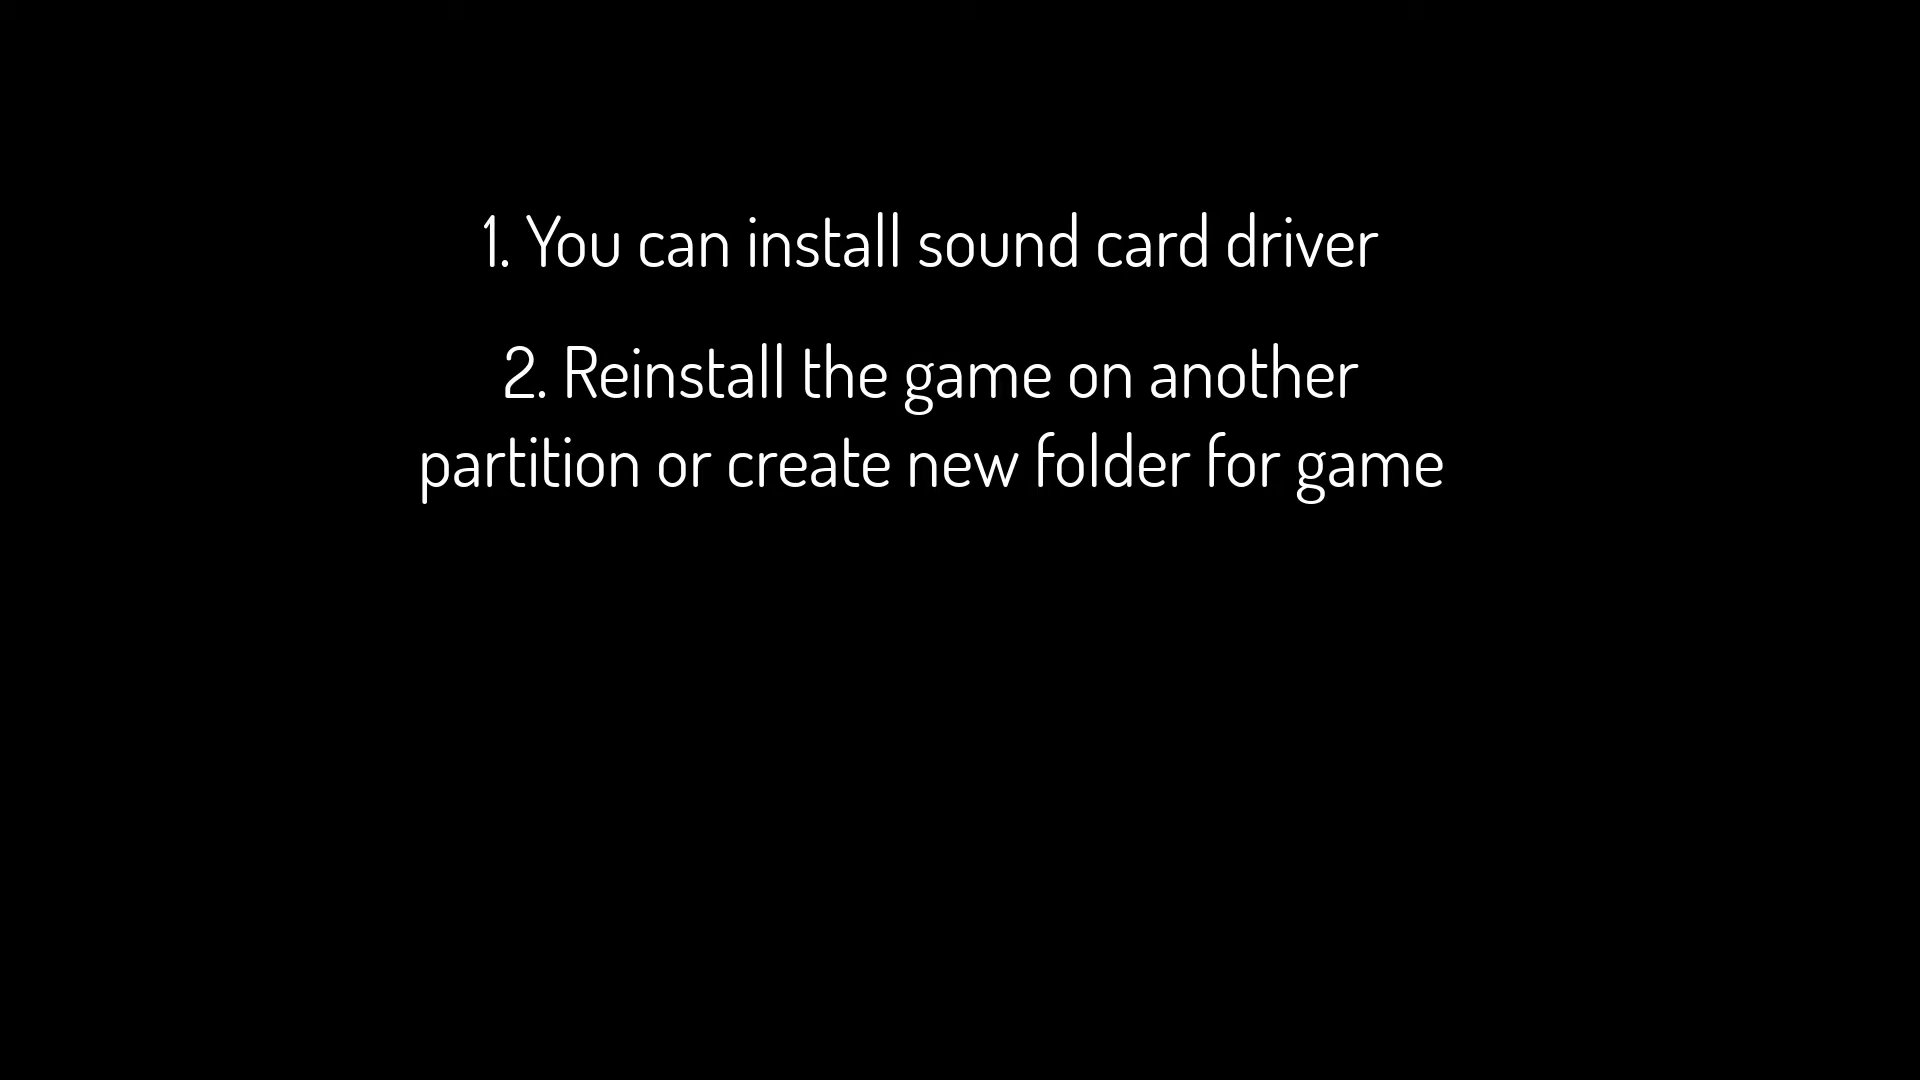 1. You can install sound card driver
2. Reinstall the game on another
partition or create new folder for game